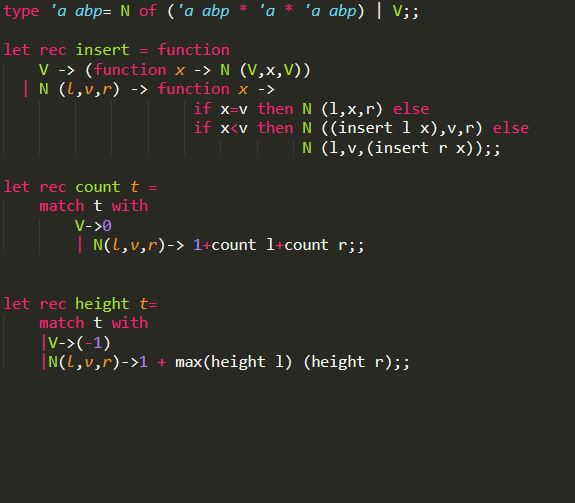 type 'a abp= N of ('a abp * 'a * 'a abp) | V;;
let rec insert = function
V -> (function x -> N (V,x,V))
| N (l,v,r) -> function x ->
if x=v then N (l,x,r) else
if x<v then N ((insert l x),v,r) else
N (l,v,(insert r x));;
let rec count t =
match t with
V->0
| N(l,v,r)-> 1+count l+count r;;
let rec height t=
match t with
|V->(-1)
|N(l,v,r)->1 + max(height l) (height r);;